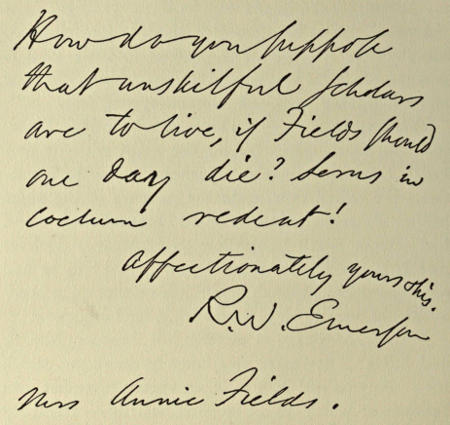 How do you suppose
that unskilful scholars
are to live, if Fields should
one day die? Serus in
coelum redeat!
Affectionately yours this.
R. W. Emerson
Mrs Annie Fields.